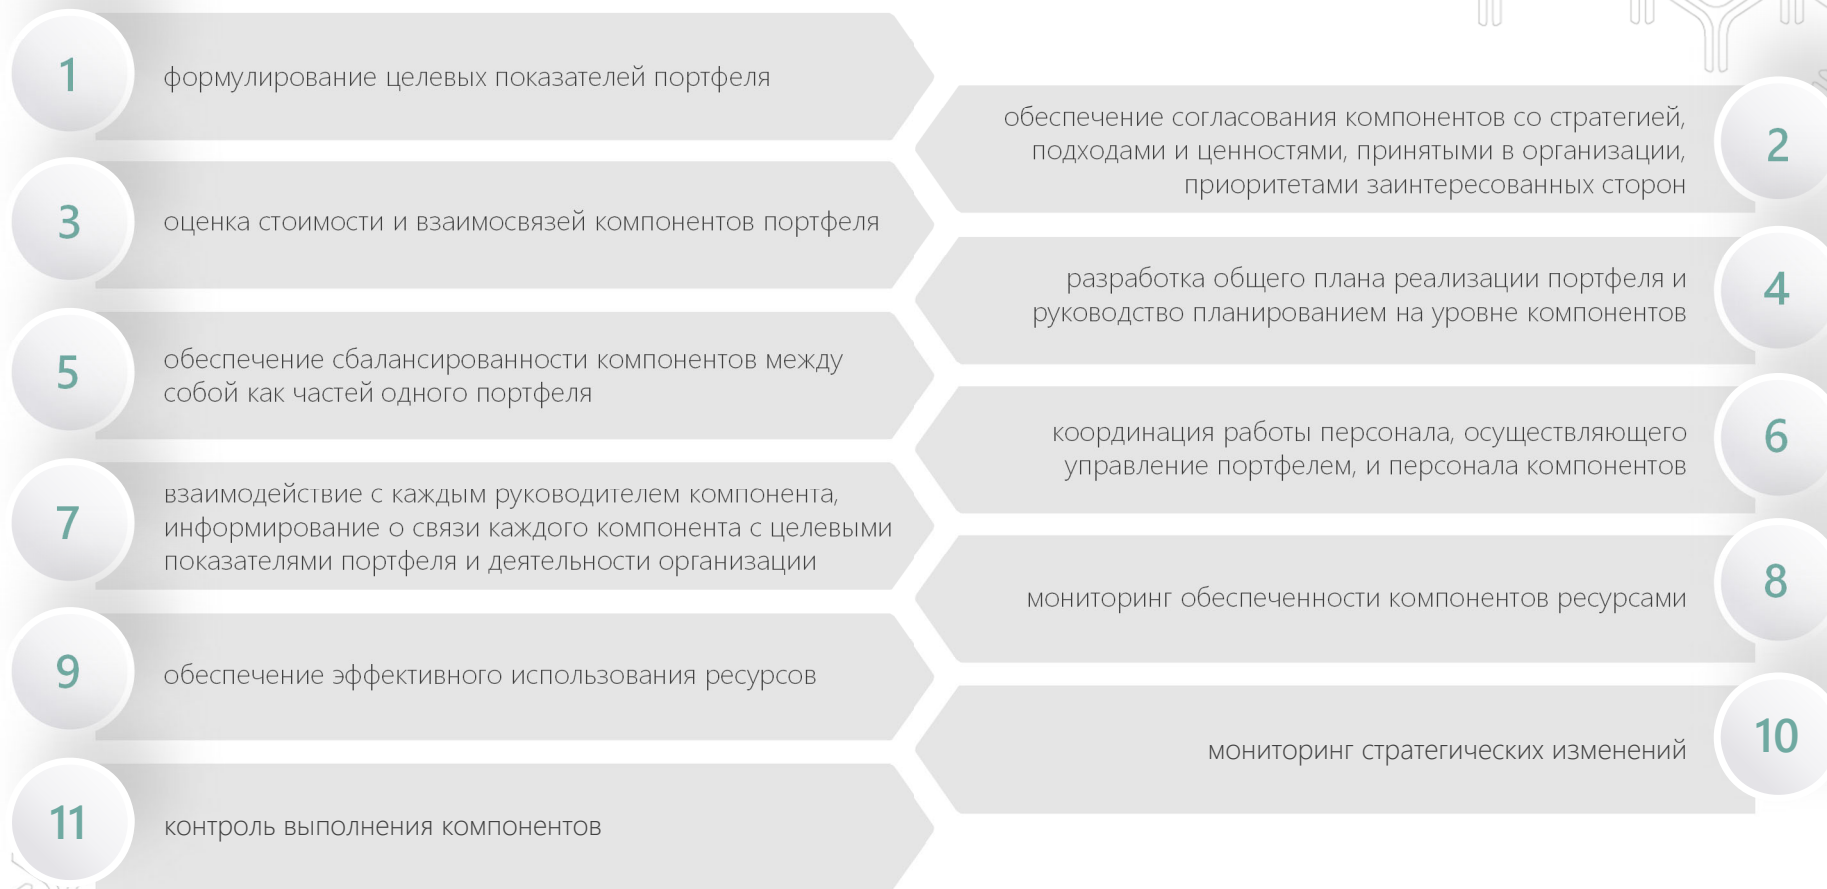 1
формулирование целевых показателей портфеля
2
обеспечение согласования компонентов со стратегией,
подходами и ценностями, принятыми в организации,
приоритетами заинтересованных сторон
3
оценка стоимости и взаимосвязей компонентов портфеля
4
разработка общего плана реализации портфеля и
руководство планированием на уровне компонентов
5
обеспечение сбалансированности компонентов между
собой как частей одного портфеля
6
координация работы персонала, осуществляющего
управление портфелем, и персонала компонентов
7
взаимодействие с каждым руководителем компонента,
информирование о связи каждого компонента с целевыми
показателями портфеля и деятельности организации
8
мониторинг обеспеченности компонентов ресурсами
9
обеспечение эффективного использования ресурсов
10
мониторинг стратегических изменений
11
контроль выполнения компонентов